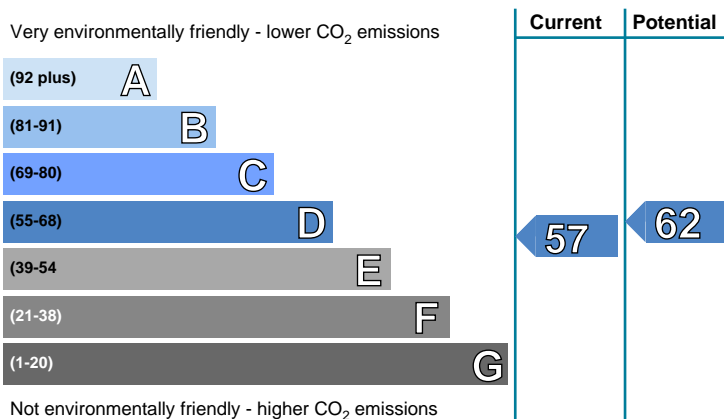 Very environmentally friendly - lower CO2 emissions
Current
Potential
(92 plus) A
(81-91) B
(69-80) C
(55-68) D
(39-54 E
(21-38) F
(1-20) G
57
62
Not environmentally friendly - higher CO2 emissions